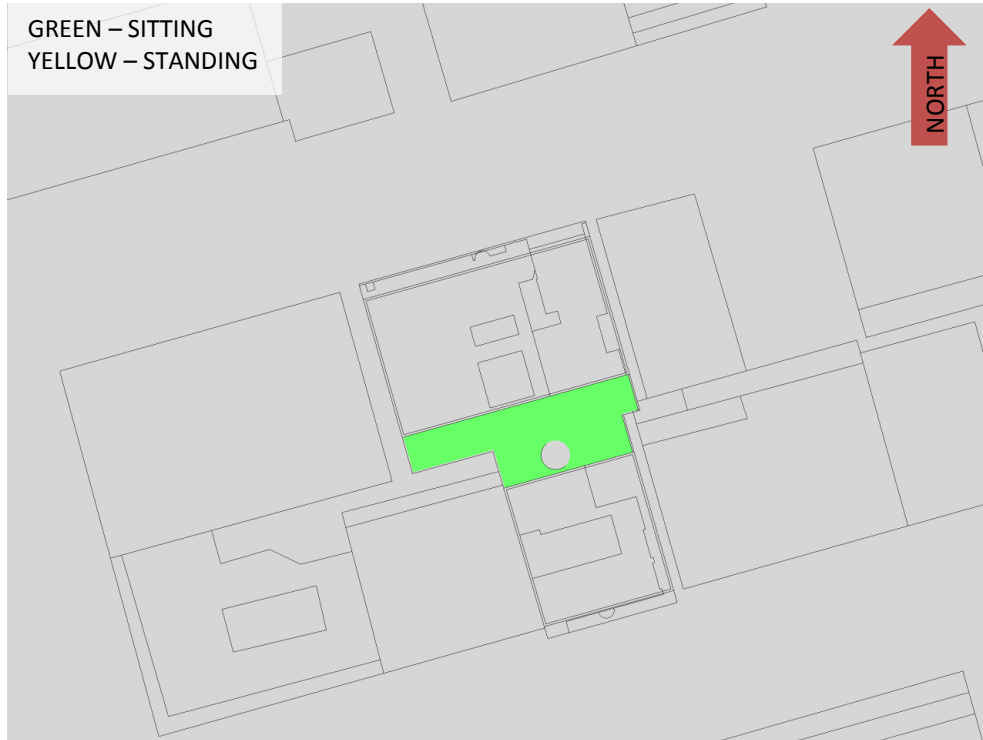 GREEN – SITTING
YELLOW – STANDING
NORTH